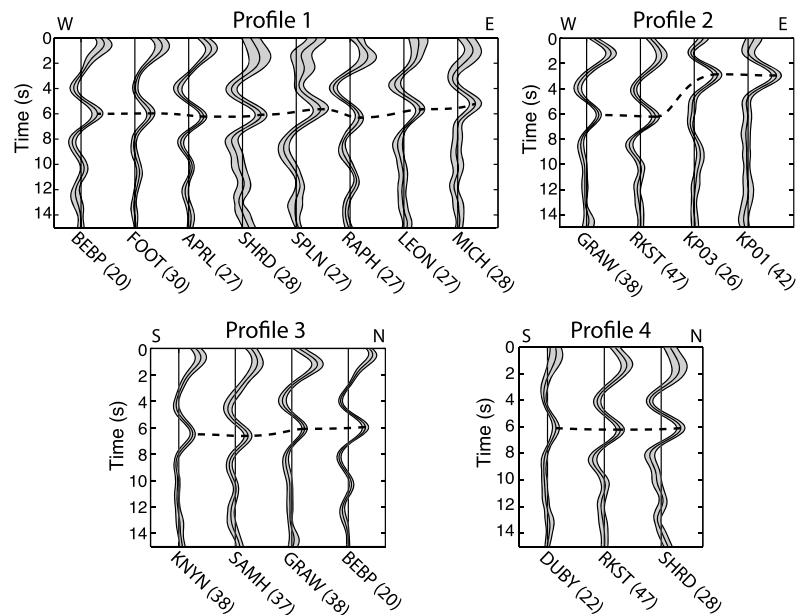 Profile 1
W
E
Time (s)
0
2
4
6
8
10
12
14
BEBP (20)
FOOT (30)
APRL (27)
SHRD (28)
SPLN (27)
RAPH (27)
LEON (27)
MICH (28)
Profile 2
W
E
Time (s)
0
2
4
6
8
10
12
14
GRAW (38)
RKST (47)
KP03 (26)
KP01 (42)
Profile 3
S
N
Time (s)
0
2
4
6
8
10
12
14
KNYN (38)
SAMH (37)
GRAW (38)
BEBP (20)
Profile 4
S
N
Time (s)
0
2
4
6
8
10
12
14
DUBY (22)
RKST (47)
SHRD (28)